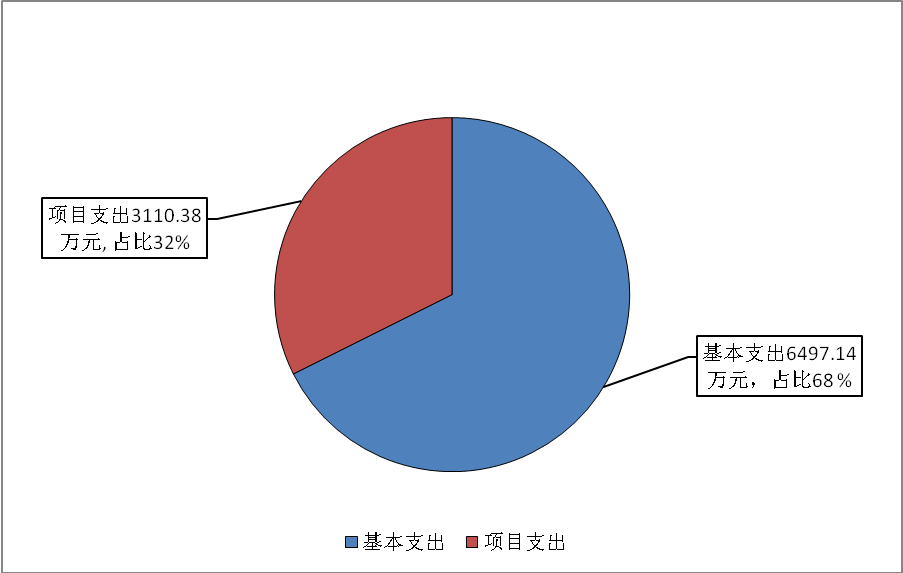 项目支出3110.38
万元, 占比32%
基本支出6497.14
万元， 占比68％
基本支出 项目支出